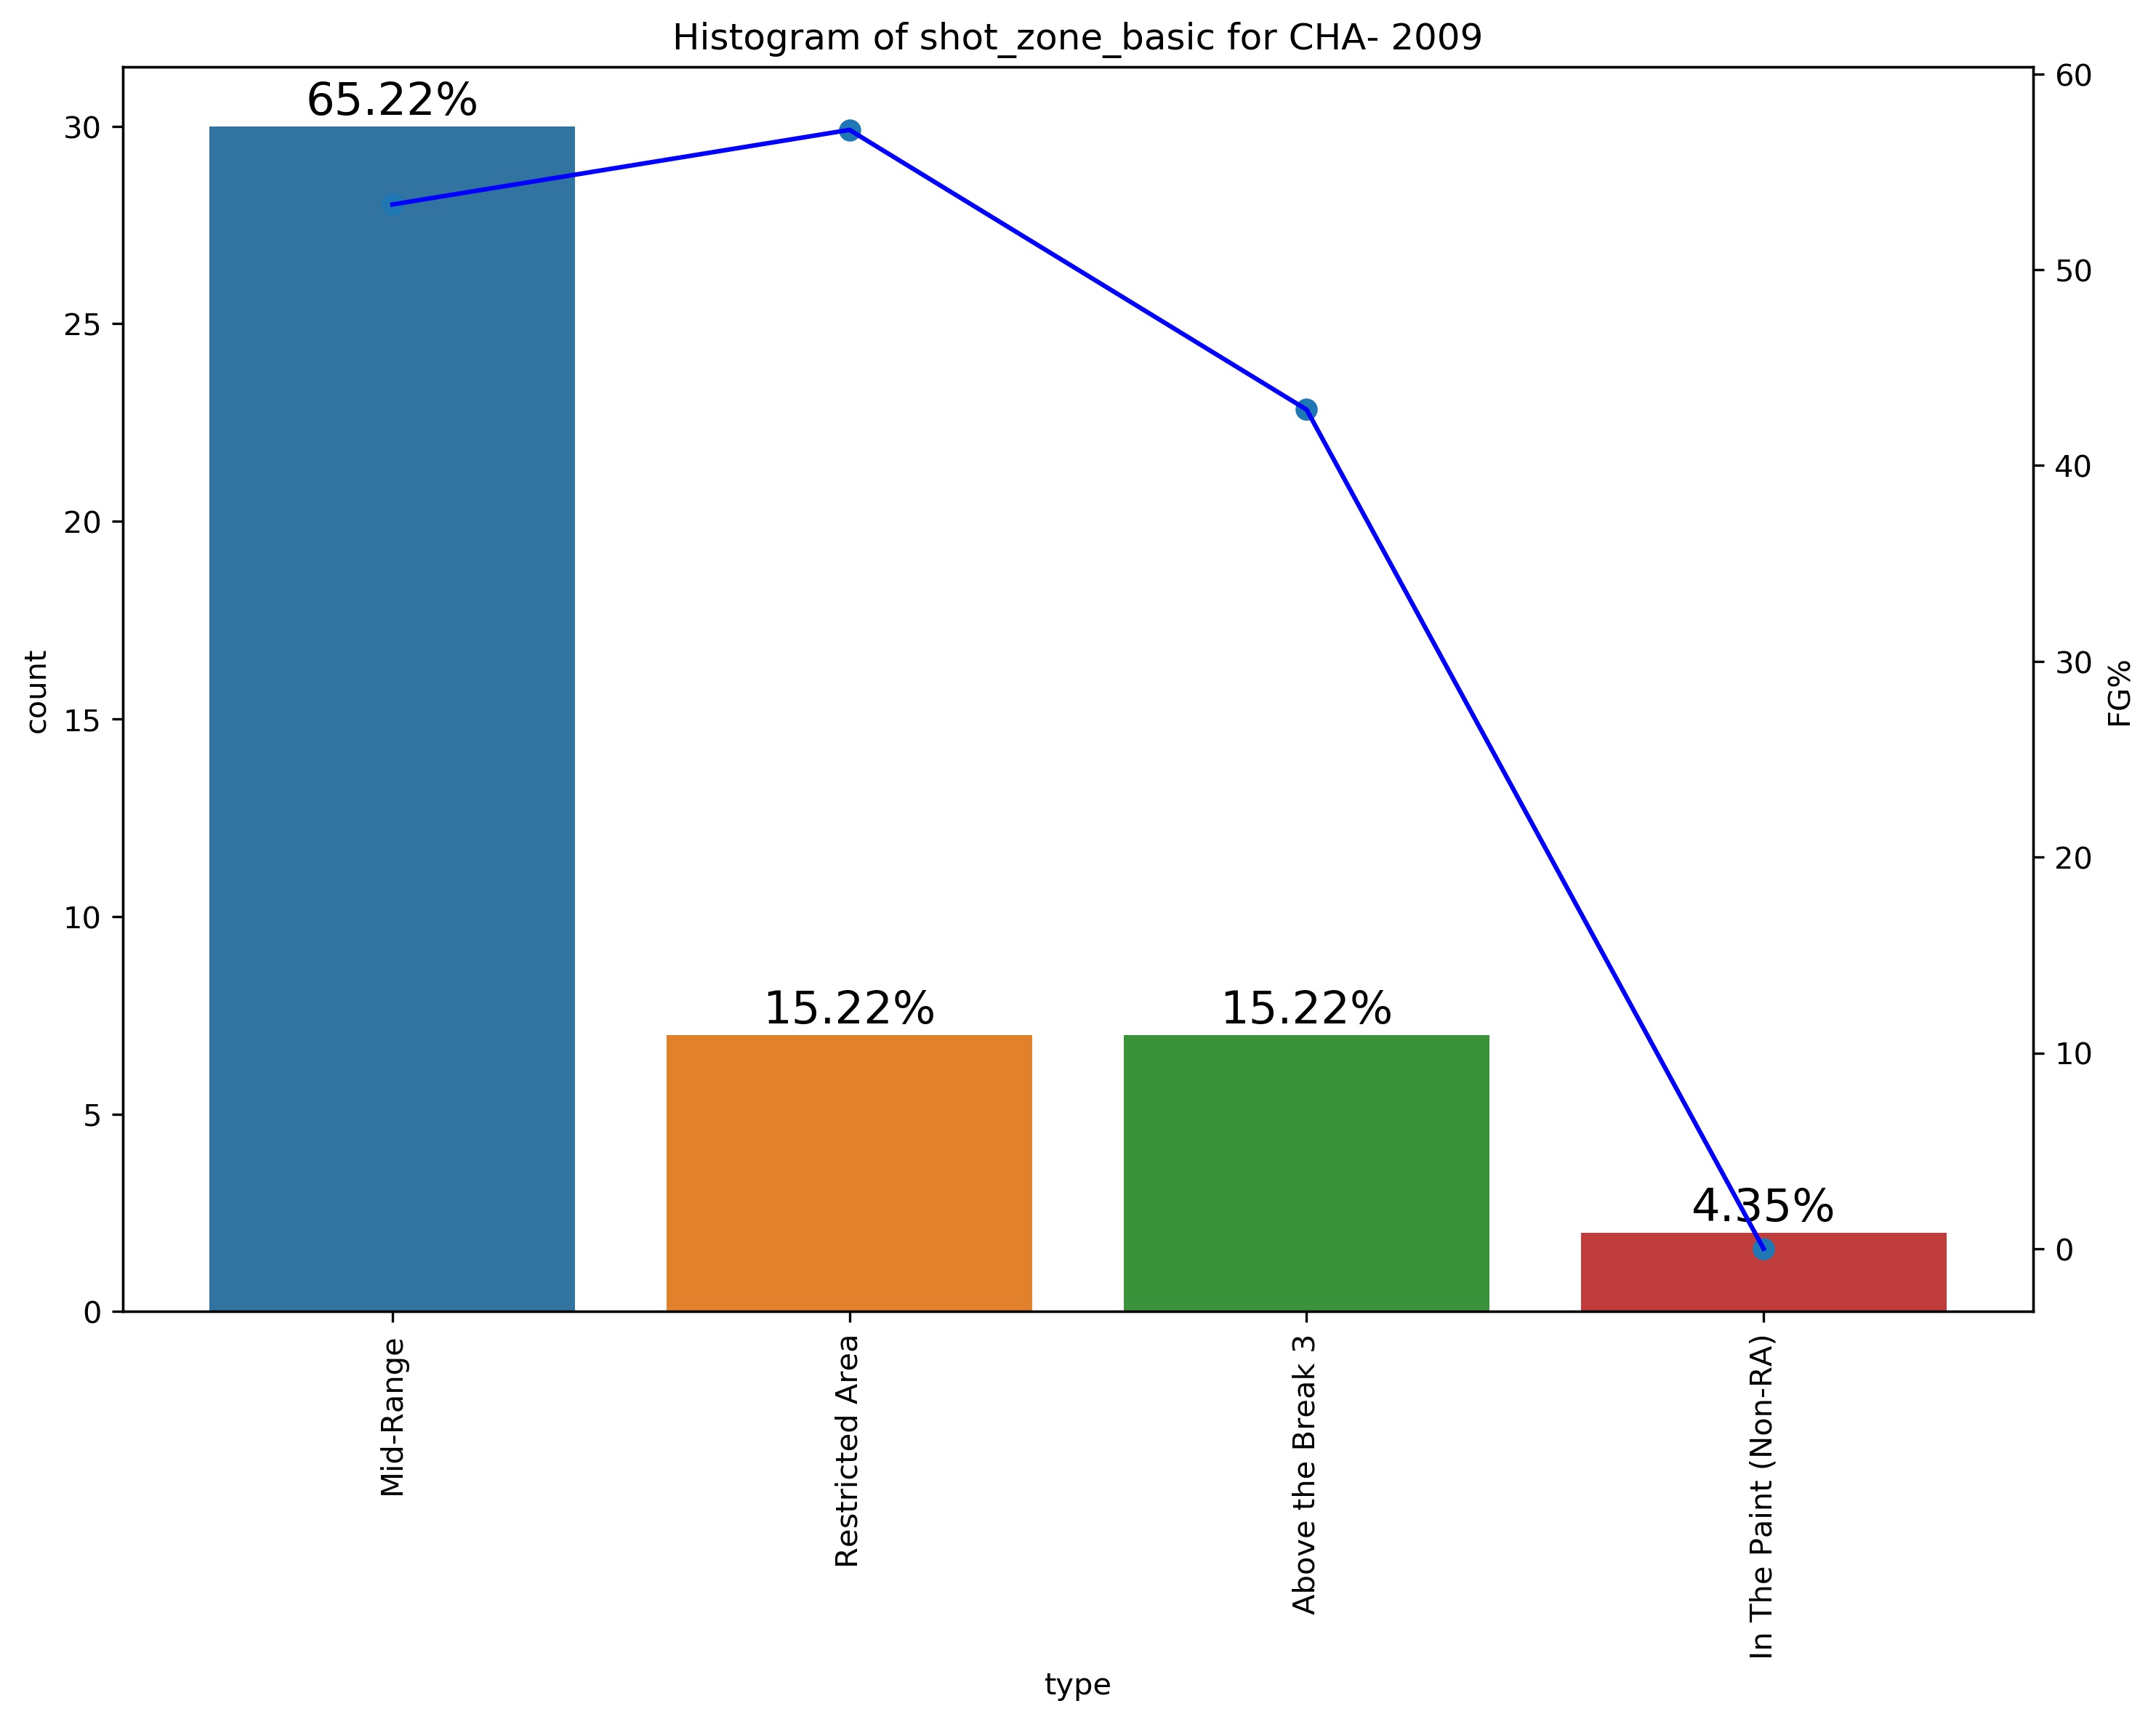 Histogram of shot_zone_basic for CHA- 2009
65.22%
15.22%
15.22%
4.35%
30
25
20
15
10
5
0
count
60
50
40
30
20
10
0
FG%
Mid-Range
Restricted Area
Above the Break 3
In The Paint (Non-RA)
type